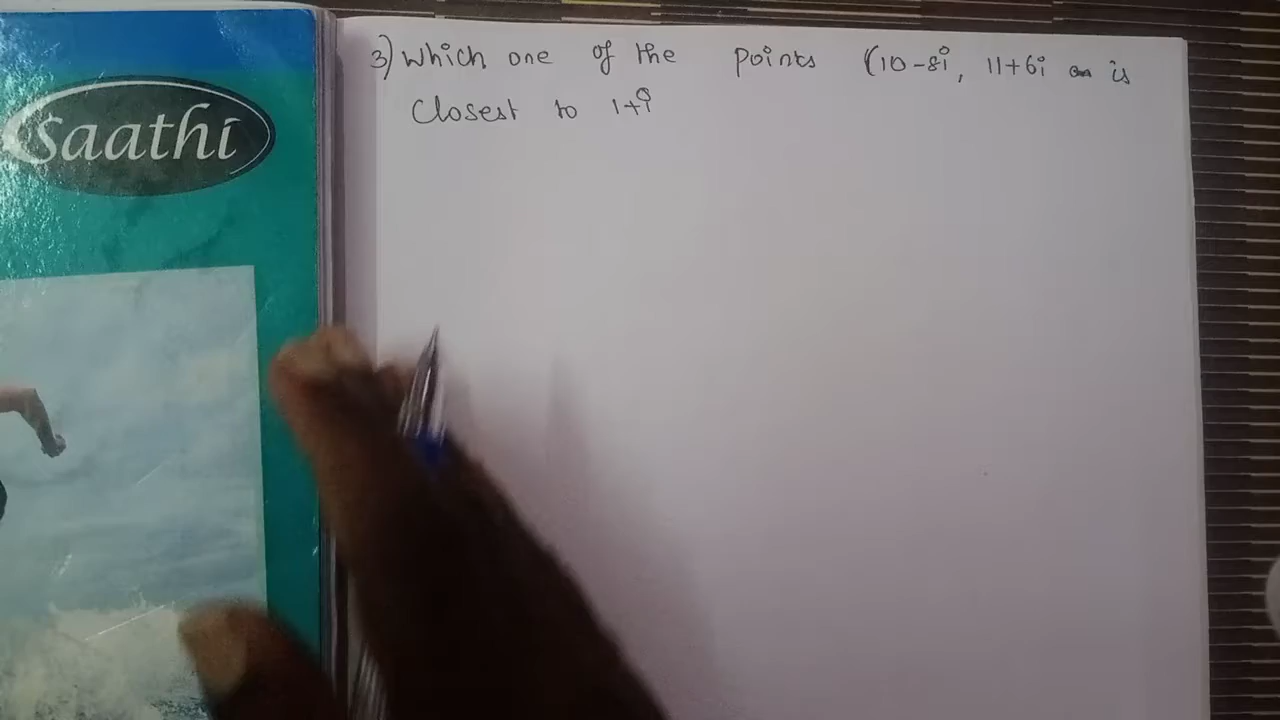 Saathi
3) Which one of the points (10-8i, 11+6i is
closest to 1+i